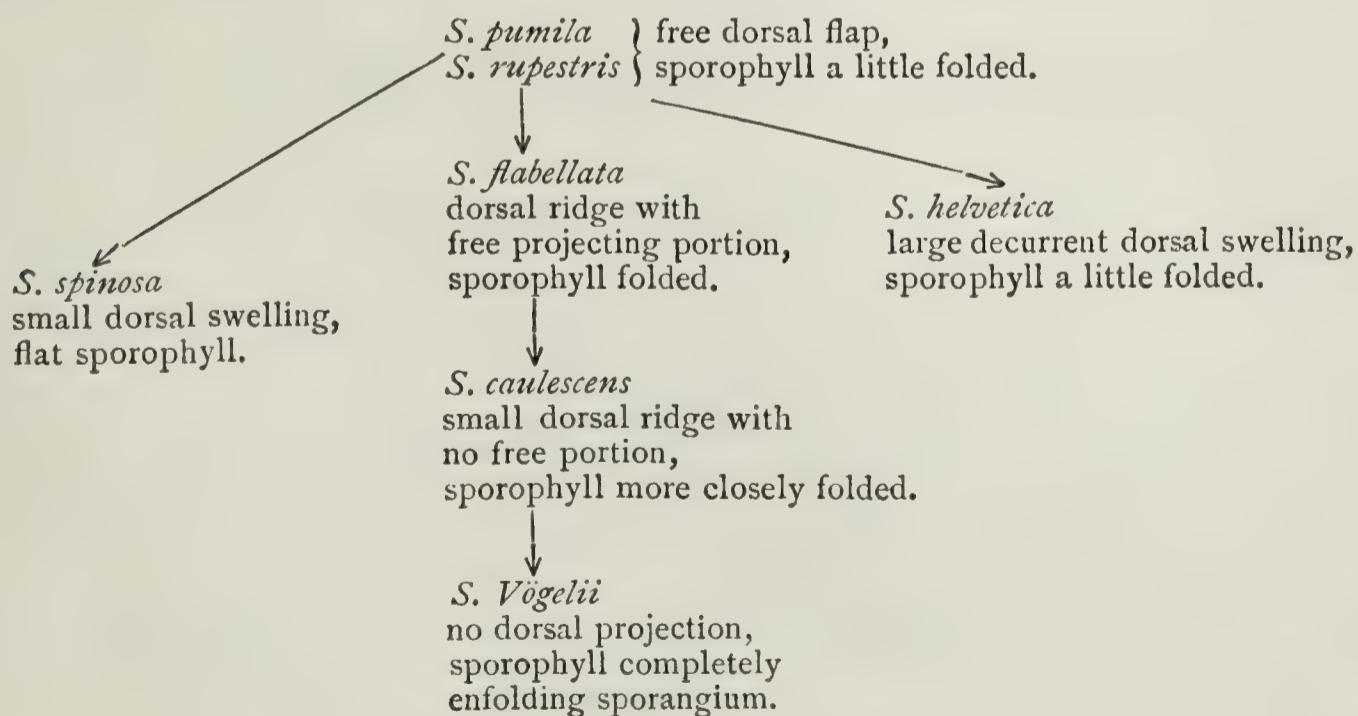 S. pumila } free dorsal flap,
S. rupestris } sporophyll a little folded.
S. flabellata
dorsal ridge with
free projecting portion,
sporophyll folded.
S. helvetica
large decurrent dorsal swelling,
sporophyll a little folded.
S. spinosa
small dorsal swelling,
flat sporophyll.
S. caulescens
small dorsal ridge with
no free portion,
sporophyll more closely folded.
S. Vögelii
no dorsal projection,
sporophyll completely
enfolding sporangium.